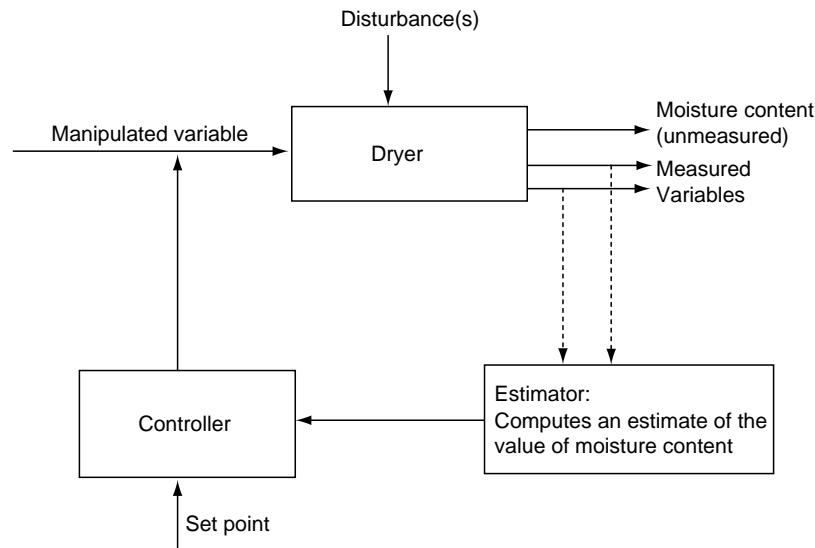 Disturbance(s)
Manipulated variable
Dryer
Moisture content
(unmeasured)
Measured
Variables
Controller
Estimator:
Computes an estimate of the
value of moisture content
Set point